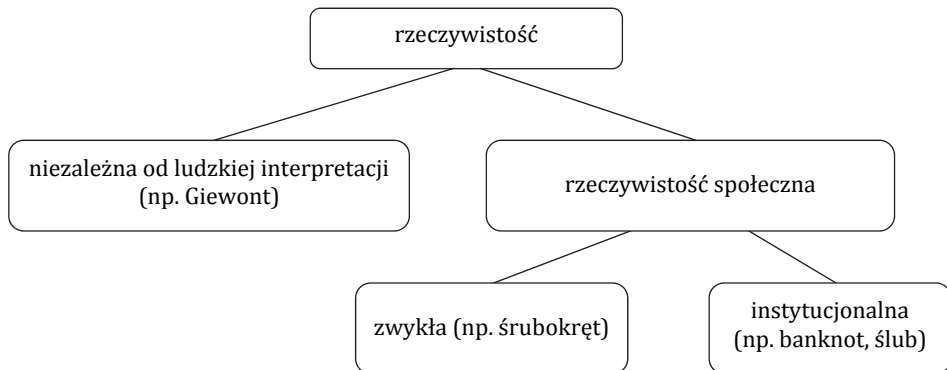 rzeczywistość
niezależna od ludzkiej interpretacji
(np. Giewont)
rzeczywistość społeczna
zwykła (np. śrubokręt)
instytucjonalna
(np. banknot, ślub)